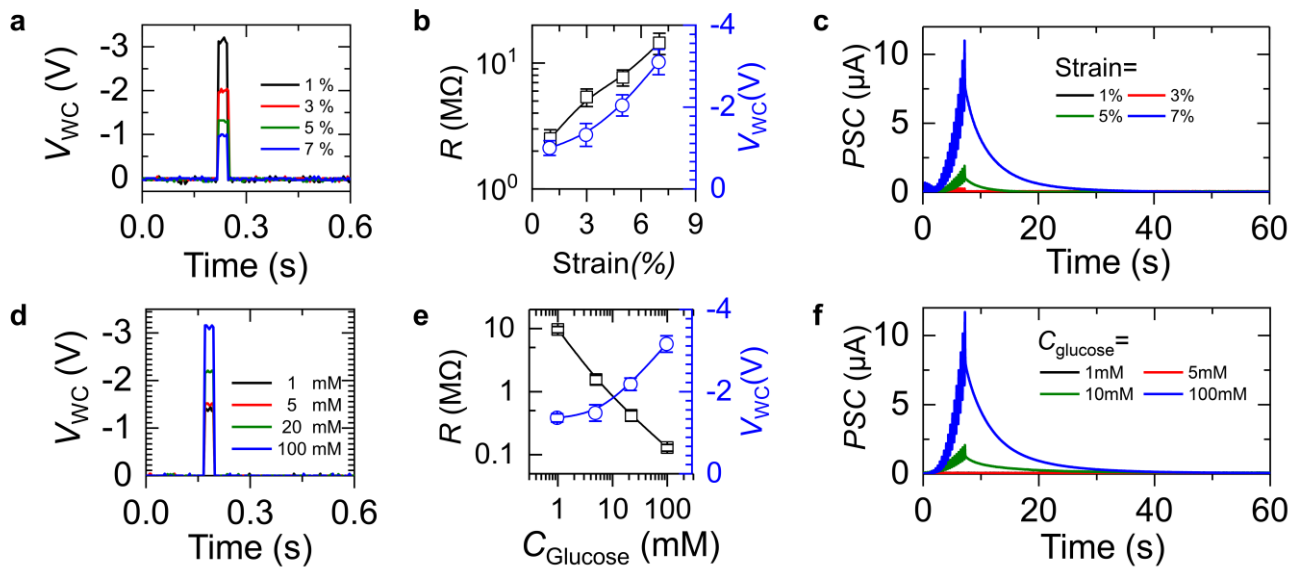 a
-3
-2
-1
0
V_WC (V)
1 %
3 %
5 %
7 %
0.0 0.3 0.6
Time (s)
b
10¹
10⁰
R (MΩ)
-4
-2
0
V_WC(V)
0 3 6 9
Strain(%)
c
10
5
0
PSC (μA)
Strain=
1% 3%
5% 7%
0 20 40 60
Time (s)
d
-3
-2
-1
0
V_WC (V)
1 mM
5 mM
20 mM
100 mM
0.0 0.3 0.6
Time (s)
e
10
1
0.1
R (MΩ)
-4
-2
0
V_WC(V)
1 10 100
C_Glucose (mM)
f
10
5
0
PSC (μA)
C_glucose=
1mM 5mM
10mM 100mM
0 20 40 60
Time (s)